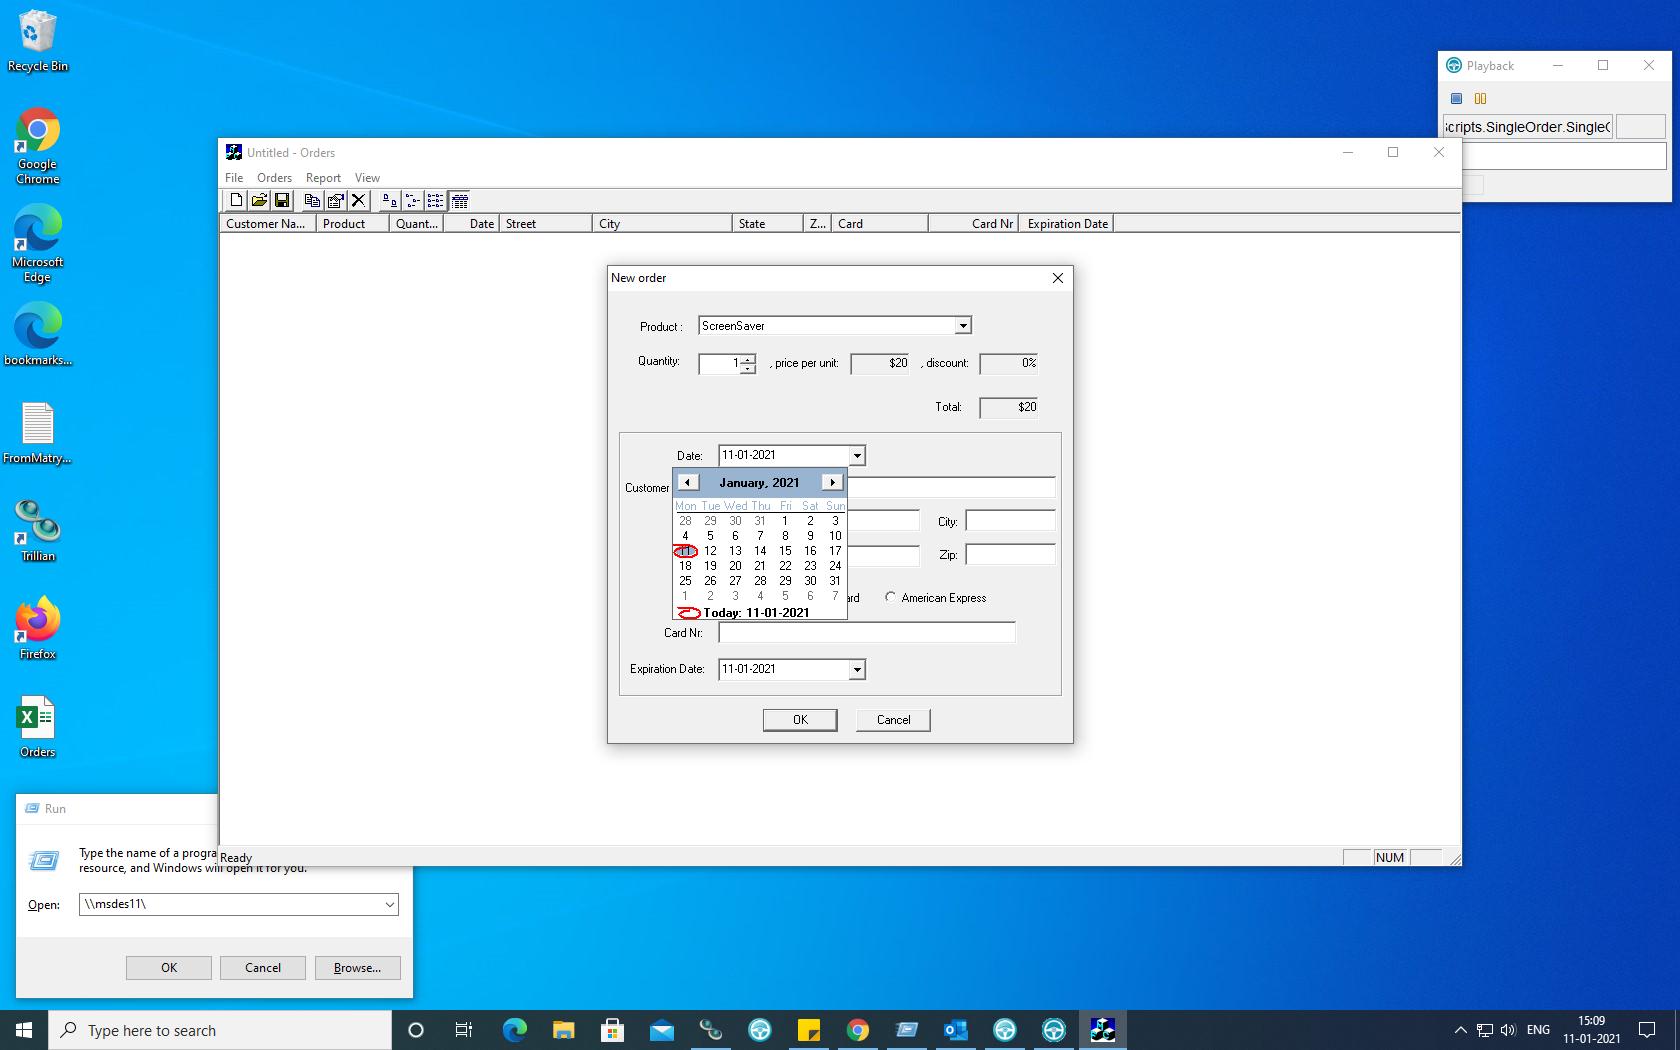 Recycle Bin
Google
Chrome
Microsoft
Edge
bookmarks...
FromMatry...
Trillian
Firefox
Orders
Playback
cripts.SingleOrder.Single
Untitled - Orders
File Orders Report View
Customer Na... Product Quant... Date Street City State Z... Card Card Nr Expiration Date
New order
Product : ScreenSaver
Quantity: 1 , price per unit: $20 , discount: 0%
Total: $20
Date: 11-01-2021
Customer
January, 2021
Mon Tue Wed Thu Fri Sat Sun
28 29 30 31 1 2 3
4 5 6 7 8 9 10
11 12 13 14 15 16 17
18 19 20 21 22 23 24
25 26 27 28 29 30 31
1 2 3 4 5 6 7
Today: 11-01-2021
City:
Zip:
ard American Express
Card Nr:
Expiration Date: 11-01-2021
OK Cancel
Ready NUM
Run
Type the name of a progra
resource, and Windows will open it for you.
Open: \\msdes11\
OK Cancel Browse...
Type here to search
ENG
15:09
11-01-2021